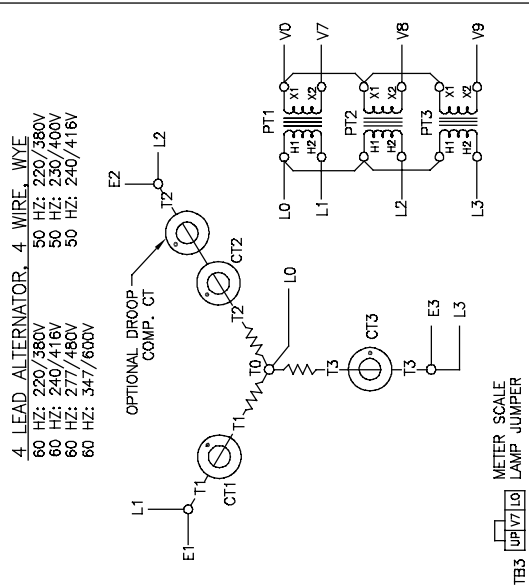 4 LEAD ALTERNATOR, 4 WIRE, WYE
60 HZ: 220/380V 50 HZ: 220/380V
60 HZ: 240/416V 50 HZ: 230/400V
60 HZ: 277/480V 50 HZ: 240/416V
60 HZ: 347/600V
OPTIONAL DROOP
COMP. CT
E2
L2
T2
CT2
T2
L1
E1
T1
CT1
T1
T0
L0
T3
CT3
T3
E3
L3
PT1
L0
H1
X1
V0
L1
H2
X2
V7
PT2
H1
X1
L2
H2
X2
V8
PT3
H1
X1
L3
H2
X2
V9
TB3
UP V7 L0
METER SCALE
LAMP JUMPER